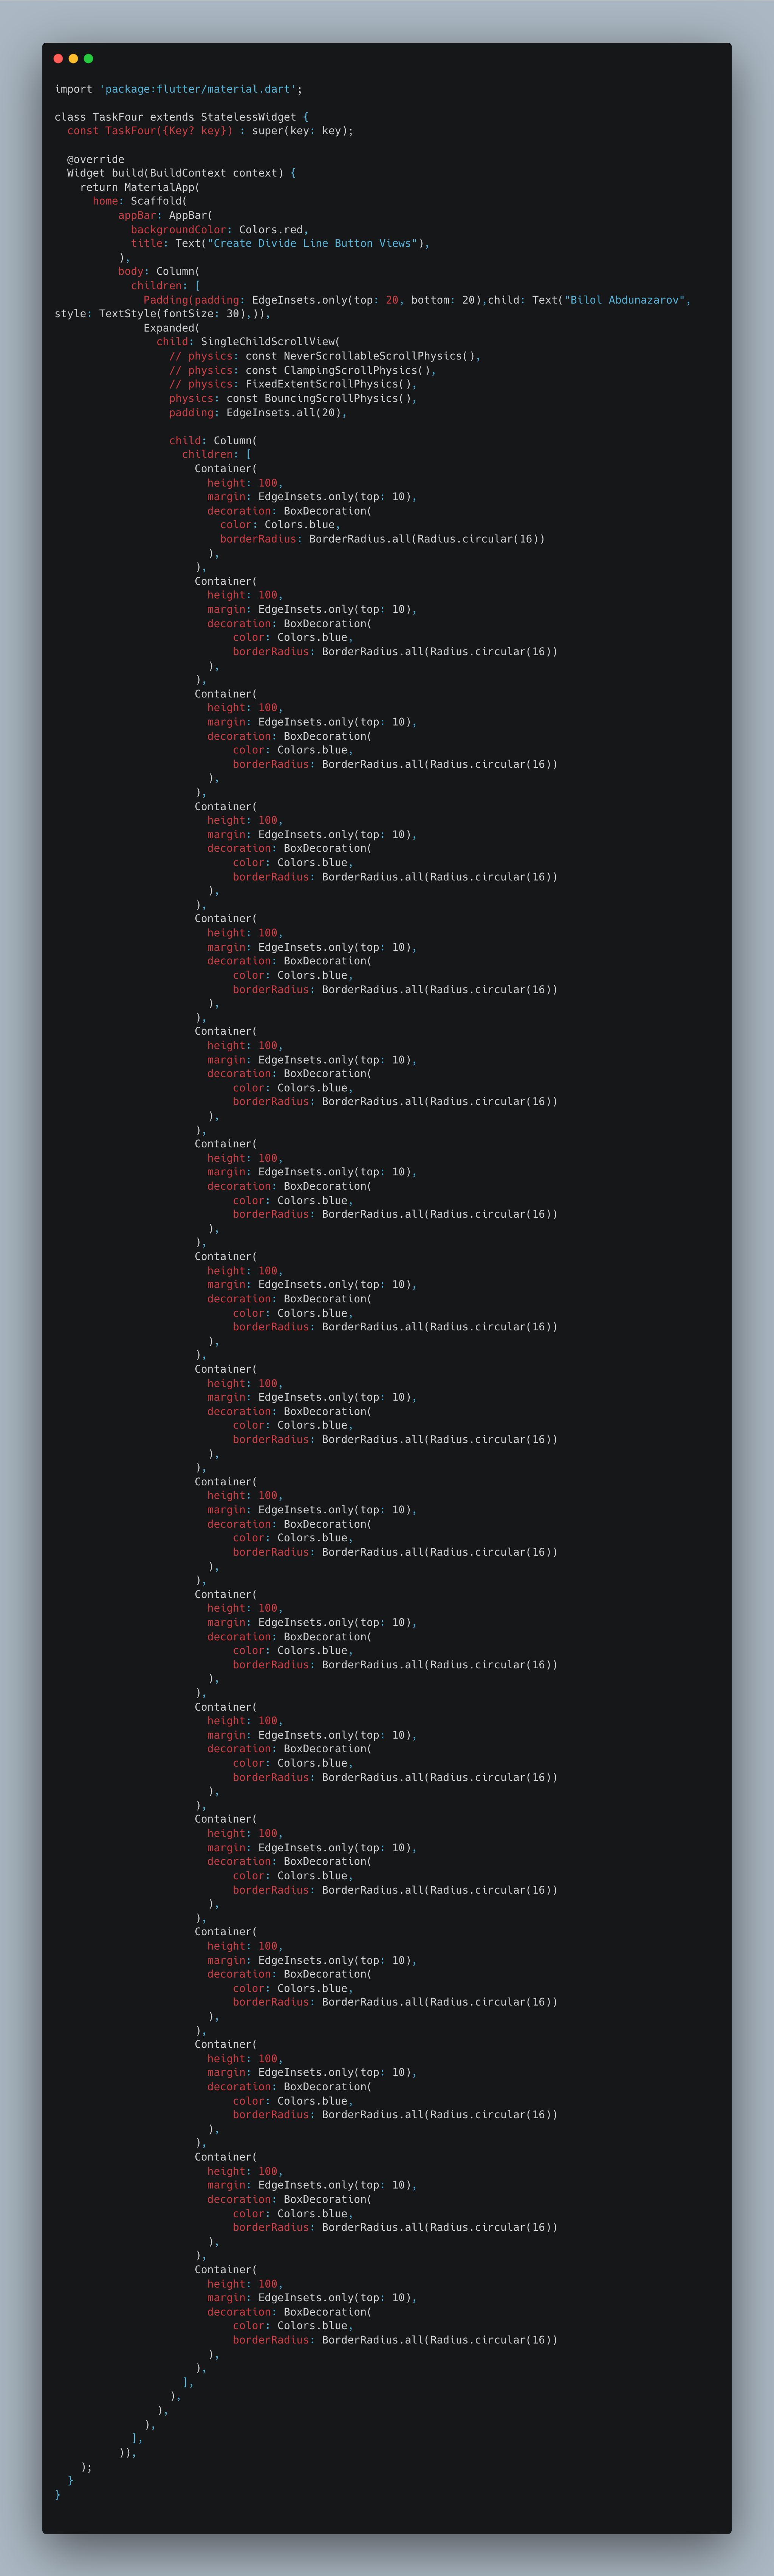 import 'package:flutter/material.dart';

class TaskFour extends StatelessWidget {
  const TaskFour({Key? key}) : super(key: key);

  @override
  Widget build(BuildContext context) {
    return MaterialApp(
      home: Scaffold(
          appBar: AppBar(
            backgroundColor: Colors.red,
            title: Text("Create Divide Line Button Views"),
          ),
          body: Column(
            children: [
              Padding(padding: EdgeInsets.only(top: 20, bottom: 20),child: Text("Bilol Abdunazarov",
style: TextStyle(fontSize: 30),)),
              Expanded(
                child: SingleChildScrollView(
                  // physics: const NeverScrollableScrollPhysics(),
                  // physics: const ClampingScrollPhysics(),
                  // physics: FixedExtentScrollPhysics(),
                  physics: const BouncingScrollPhysics(),
                  padding: EdgeInsets.all(20),

                  child: Column(
                    children: [
                      Container(
                        height: 100,
                        margin: EdgeInsets.only(top: 10),
                        decoration: BoxDecoration(
                          color: Colors.blue,
                          borderRadius: BorderRadius.all(Radius.circular(16))
                        ),
                      ),
                      Container(
                        height: 100,
                        margin: EdgeInsets.only(top: 10),
                        decoration: BoxDecoration(
                            color: Colors.blue,
                            borderRadius: BorderRadius.all(Radius.circular(16))
                        ),
                      ),
                      Container(
                        height: 100,
                        margin: EdgeInsets.only(top: 10),
                        decoration: BoxDecoration(
                            color: Colors.blue,
                            borderRadius: BorderRadius.all(Radius.circular(16))
                        ),
                      ),
                      Container(
                        height: 100,
                        margin: EdgeInsets.only(top: 10),
                        decoration: BoxDecoration(
                            color: Colors.blue,
                            borderRadius: BorderRadius.all(Radius.circular(16))
                        ),
                      ),
                      Container(
                        height: 100,
                        margin: EdgeInsets.only(top: 10),
                        decoration: BoxDecoration(
                            color: Colors.blue,
                            borderRadius: BorderRadius.all(Radius.circular(16))
                        ),
                      ),
                      Container(
                        height: 100,
                        margin: EdgeInsets.only(top: 10),
                        decoration: BoxDecoration(
                            color: Colors.blue,
                            borderRadius: BorderRadius.all(Radius.circular(16))
                        ),
                      ),
                      Container(
                        height: 100,
                        margin: EdgeInsets.only(top: 10),
                        decoration: BoxDecoration(
                            color: Colors.blue,
                            borderRadius: BorderRadius.all(Radius.circular(16))
                        ),
                      ),
                      Container(
                        height: 100,
                        margin: EdgeInsets.only(top: 10),
                        decoration: BoxDecoration(
                            color: Colors.blue,
                            borderRadius: BorderRadius.all(Radius.circular(16))
                        ),
                      ),
                      Container(
                        height: 100,
                        margin: EdgeInsets.only(top: 10),
                        decoration: BoxDecoration(
                            color: Colors.blue,
                            borderRadius: BorderRadius.all(Radius.circular(16))
                        ),
                      ),
                      Container(
                        height: 100,
                        margin: EdgeInsets.only(top: 10),
                        decoration: BoxDecoration(
                            color: Colors.blue,
                            borderRadius: BorderRadius.all(Radius.circular(16))
                        ),
                      ),
                      Container(
                        height: 100,
                        margin: EdgeInsets.only(top: 10),
                        decoration: BoxDecoration(
                            color: Colors.blue,
                            borderRadius: BorderRadius.all(Radius.circular(16))
                        ),
                      ),
                      Container(
                        height: 100,
                        margin: EdgeInsets.only(top: 10),
                        decoration: BoxDecoration(
                            color: Colors.blue,
                            borderRadius: BorderRadius.all(Radius.circular(16))
                        ),
                      ),
                      Container(
                        height: 100,
                        margin: EdgeInsets.only(top: 10),
                        decoration: BoxDecoration(
                            color: Colors.blue,
                            borderRadius: BorderRadius.all(Radius.circular(16))
                        ),
                      ),
                      Container(
                        height: 100,
                        margin: EdgeInsets.only(top: 10),
                        decoration: BoxDecoration(
                            color: Colors.blue,
                            borderRadius: BorderRadius.all(Radius.circular(16))
                        ),
                      ),
                      Container(
                        height: 100,
                        margin: EdgeInsets.only(top: 10),
                        decoration: BoxDecoration(
                            color: Colors.blue,
                            borderRadius: BorderRadius.all(Radius.circular(16))
                        ),
                      ),
                      Container(
                        height: 100,
                        margin: EdgeInsets.only(top: 10),
                        decoration: BoxDecoration(
                            color: Colors.blue,
                            borderRadius: BorderRadius.all(Radius.circular(16))
                        ),
                      ),
                      Container(
                        height: 100,
                        margin: EdgeInsets.only(top: 10),
                        decoration: BoxDecoration(
                            color: Colors.blue,
                            borderRadius: BorderRadius.all(Radius.circular(16))
                        ),
                      ),
                    ],
                  ),
                ),
              ),
            ],
          )),
    );
  }
}